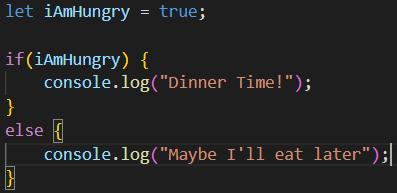 let iAmHungry = true;

if(iAmHungry) {
    console.log("Dinner Time!");
}
else {
    console.log("Maybe I'll eat later");
}